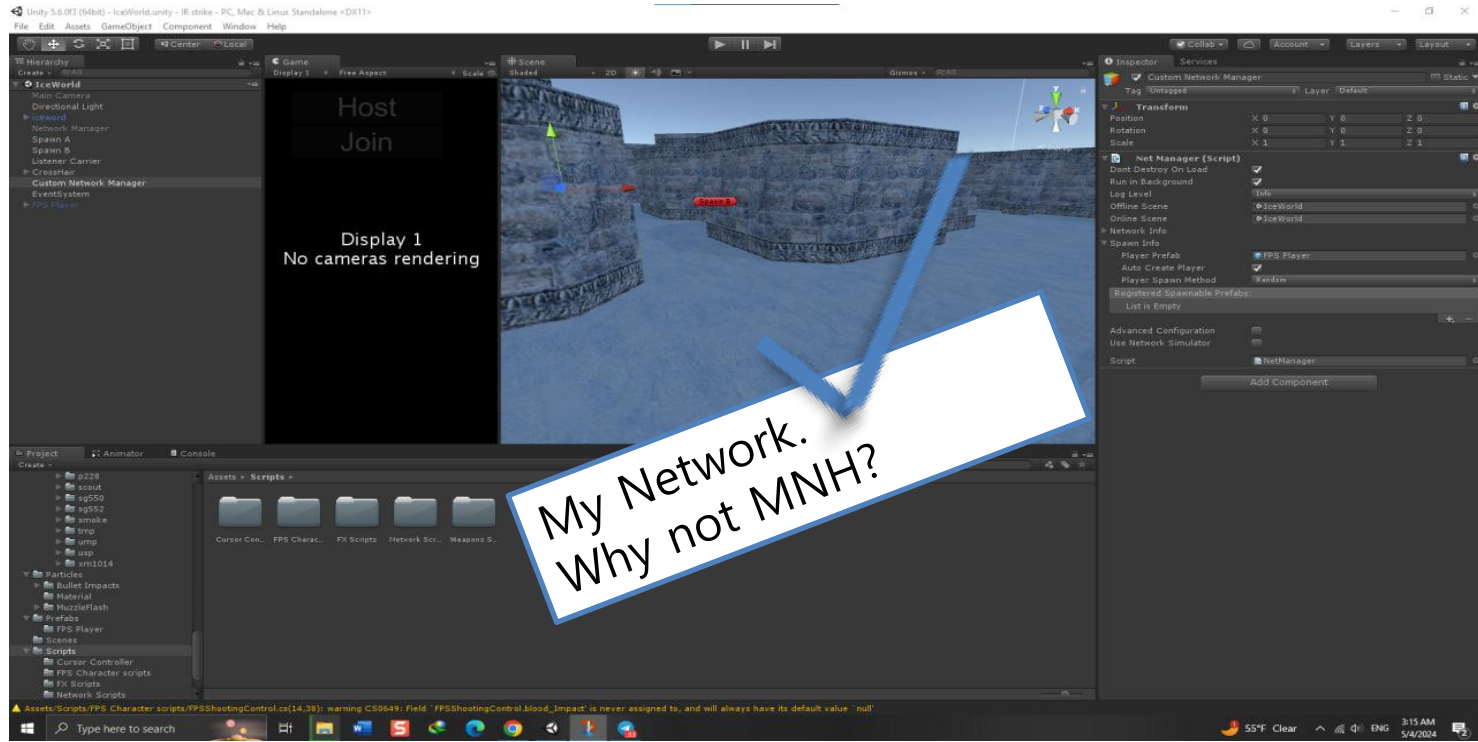 Unity 5.6.0f3 (64bit) - IceWorld.unity - IR.strike - PC, Mac & Linux Standalone <DX11>
File Edit Assets GameObject Component Window Help
Center Local
Collab Account Layers Layout
Hierarchy
Create
IceWorld
Main Camera
Directional Light
iceword
Network Manager
Spawn A
Spawn B
Listener Carrier
CrossHair
Custom Network Manager
EventSystem
FPS Player
Game
Display 1 Free Aspect Scale
Host
Join
Display 1
No cameras rendering
Scene
Shaded 2D Gizmos
Spawn B
My Network.
Why not MNH?
Inspector Services
Custom Network Manager Static
Tag Untagged Layer Default
Transform
Position X 0 Y 0 Z 0
Rotation X 0 Y 0 Z 0
Scale X 1 Y 1 Z 1
Net Manager (Script)
Dont Destroy On Load
Run in Background
Log Level Info
Offline Scene IceWorld
Online Scene IceWorld
Network Info
Spawn Info
Player Prefab FPS Player
Auto Create Player
Player Spawn Method Random
Registered Spawnable Prefabs:
List is Empty
Advanced Configuration
Use Network Simulator
Script NetManager
Add Component
Project Animator Console
Create
p228
scout
sg550
sg552
smoke
tmp
ump
usp
xm1014
Particles
Bullet Impacts
Material
MuzzleFlash
Prefabs
FPS Player
Scenes
Scripts
Cursor Controller
FPS Character scripts
FX Scripts
Network Scripts
Assets Scripts
Cursor Con... FPS Charac... FX Scripts Network Scr... Weapons S...
Assets/Scripts/FPS Character scripts/FPSShootingControl.cs(14,38): warning CS0649: Field `FPSShootingControl.blood_Impact' is never assigned to, and will always have its default value `null'
Type here to search
55°F Clear ENG 3:15 AM
5/4/2024